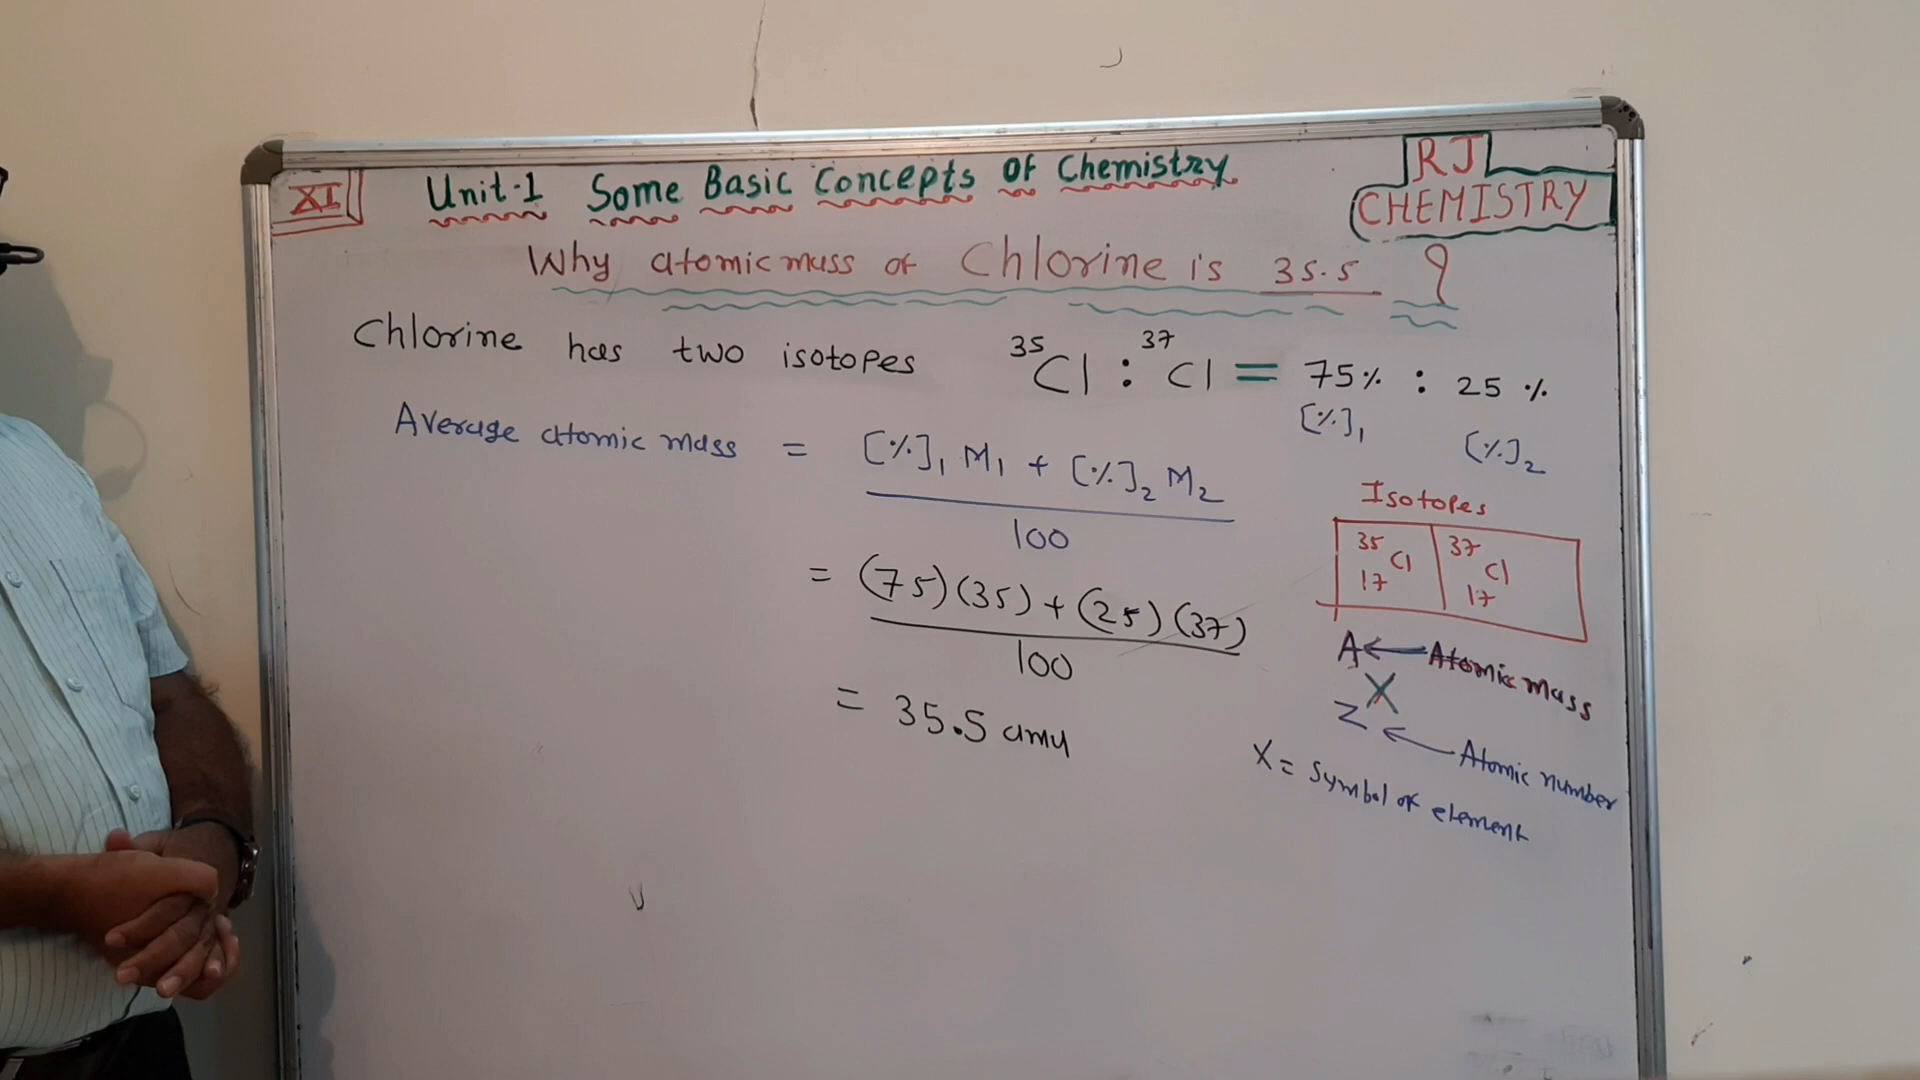 XI
Unit-1 Some Basic Concepts Of Chemistry
RJ
CHEMISTRY
Why atomic mass of Chlorine is 35.5 ?
Chlorine has two isotopes ³⁵Cl : ³⁷Cl = 75% : 25 %
[%]₁ [%]₂
Average atomic mass = [%]₁ M₁ + [%]₂ M₂
100
= (75)(35) + (25)(37)
100
= 35.5 amu
Isotopes
35 Cl 17
37 Cl 17
A ← Atomic mass
X
Z ← Atomic number
X = Symbol of element